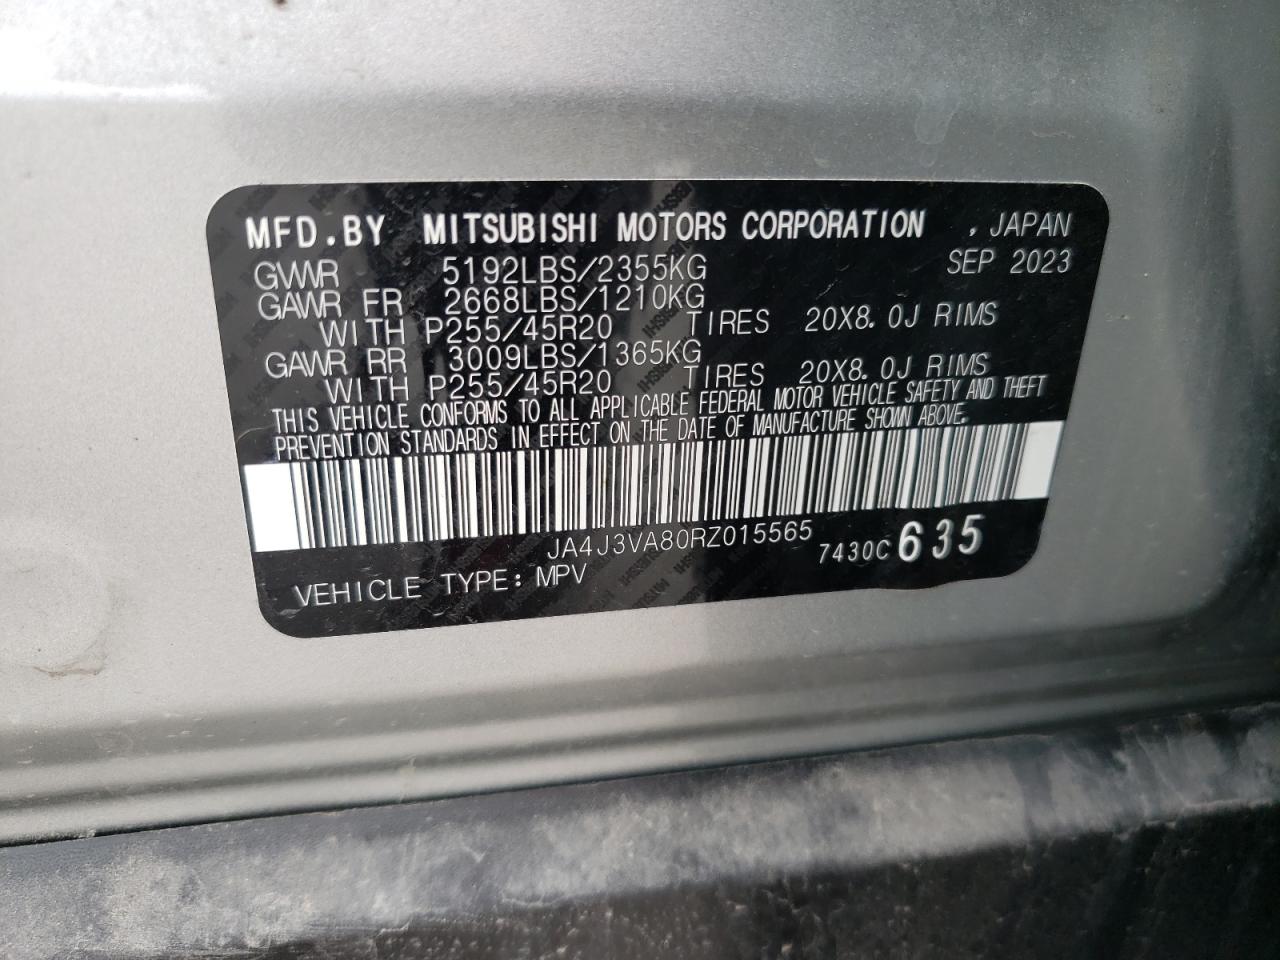 MFD.BY MITSUBISHI MOTORS CORPORATION , JAPAN
SEP 2023
GVWR 5192LBS/2355KG
GAWR FR 2668LBS/1210KG
WITH P255/45R20 TIRES 20X8.0J RIMS
GAWR RR 3009LBS/1365KG
WITH P255/45R20 TIRES 20X8.0J RIMS
THIS VEHICLE CONFORMS TO ALL APPLICABLE FEDERAL MOTOR VEHICLE SAFETY AND THEFT
PREVENTION STANDARDS IN EFFECT ON THE DATE OF MANUFACTURE SHOWN ABOVE.
JA4J3VA80RZ015565
7430C 635
VEHICLE TYPE: MPV